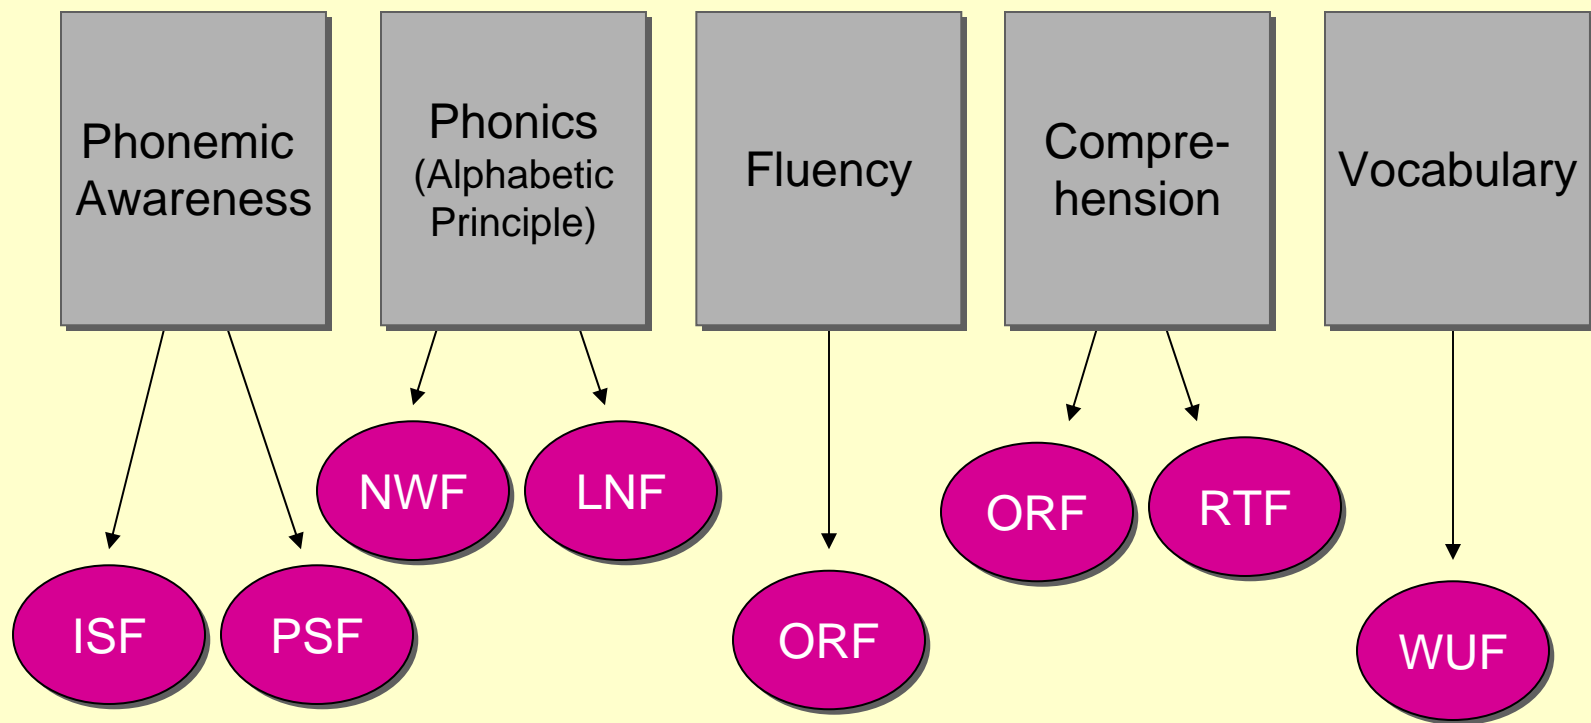 Phonemic
Awareness
Phonics
(Alphabetic
Principle)
Fluency
Compre-
hension
Vocabulary
NWF
LNF
ORF
RTF
ISF
PSF
ORF
WUF